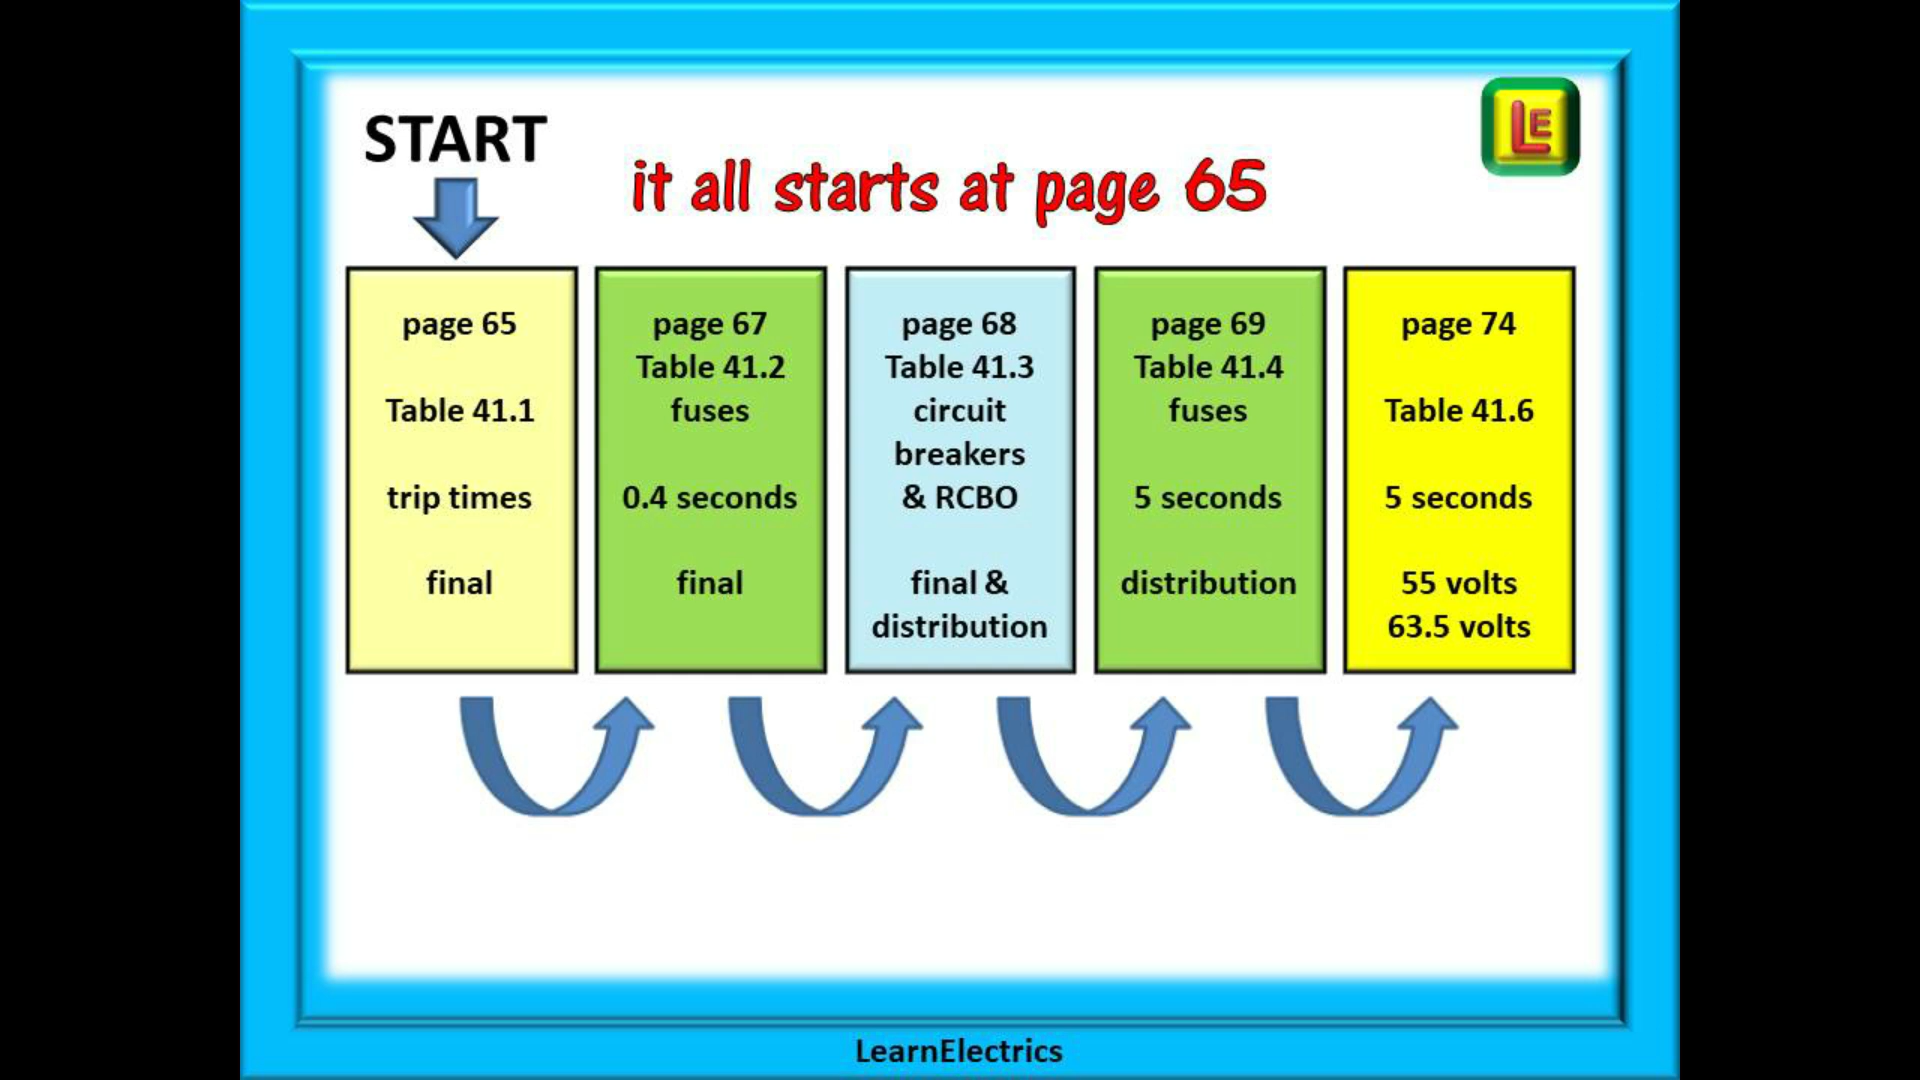 START
it all starts at page 65
LE
page 65
Table 41.1
trip times
final
page 67
Table 41.2
fuses
0.4 seconds
final
page 68
Table 41.3
circuit
breakers
& RCBO
final &
distribution
page 69
Table 41.4
fuses
5 seconds
distribution
page 74
Table 41.6
5 seconds
55 volts
63.5 volts
LearnElectrics